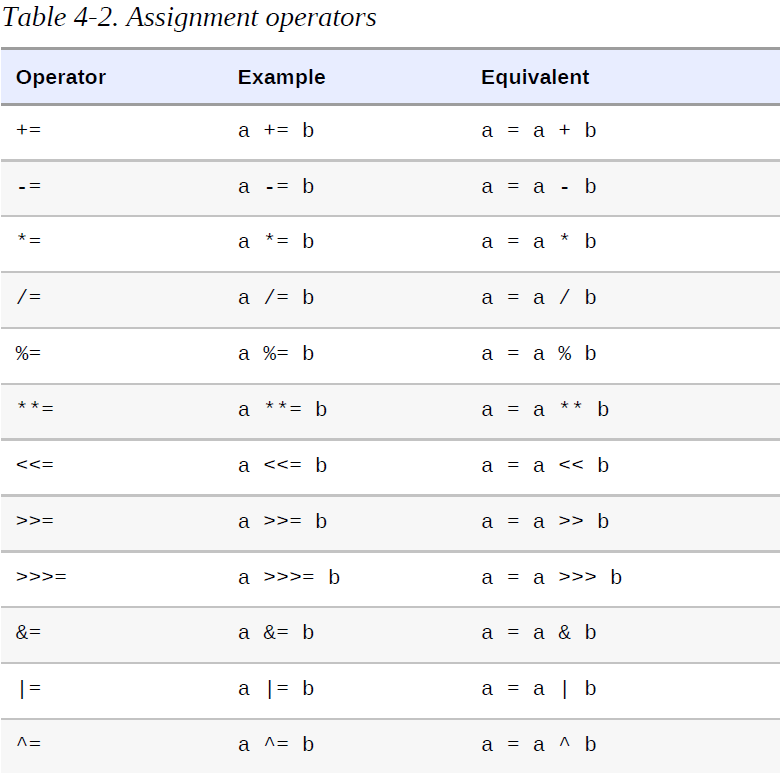 Table 4-2. Assignment operators
Operator Example Equivalent
+= a += b a = a + b
-= a -= b a = a - b
*= a *= b a = a * b
/= a /= b a = a / b
%= a %= b a = a % b
**= a **= b a = a ** b
<<= a <<= b a = a << b
>>= a >>= b a = a >> b
>>>= a >>>= b a = a >>> b
&= a &= b a = a & b
|= a |= b a = a | b
^= a ^= b a = a ^ b